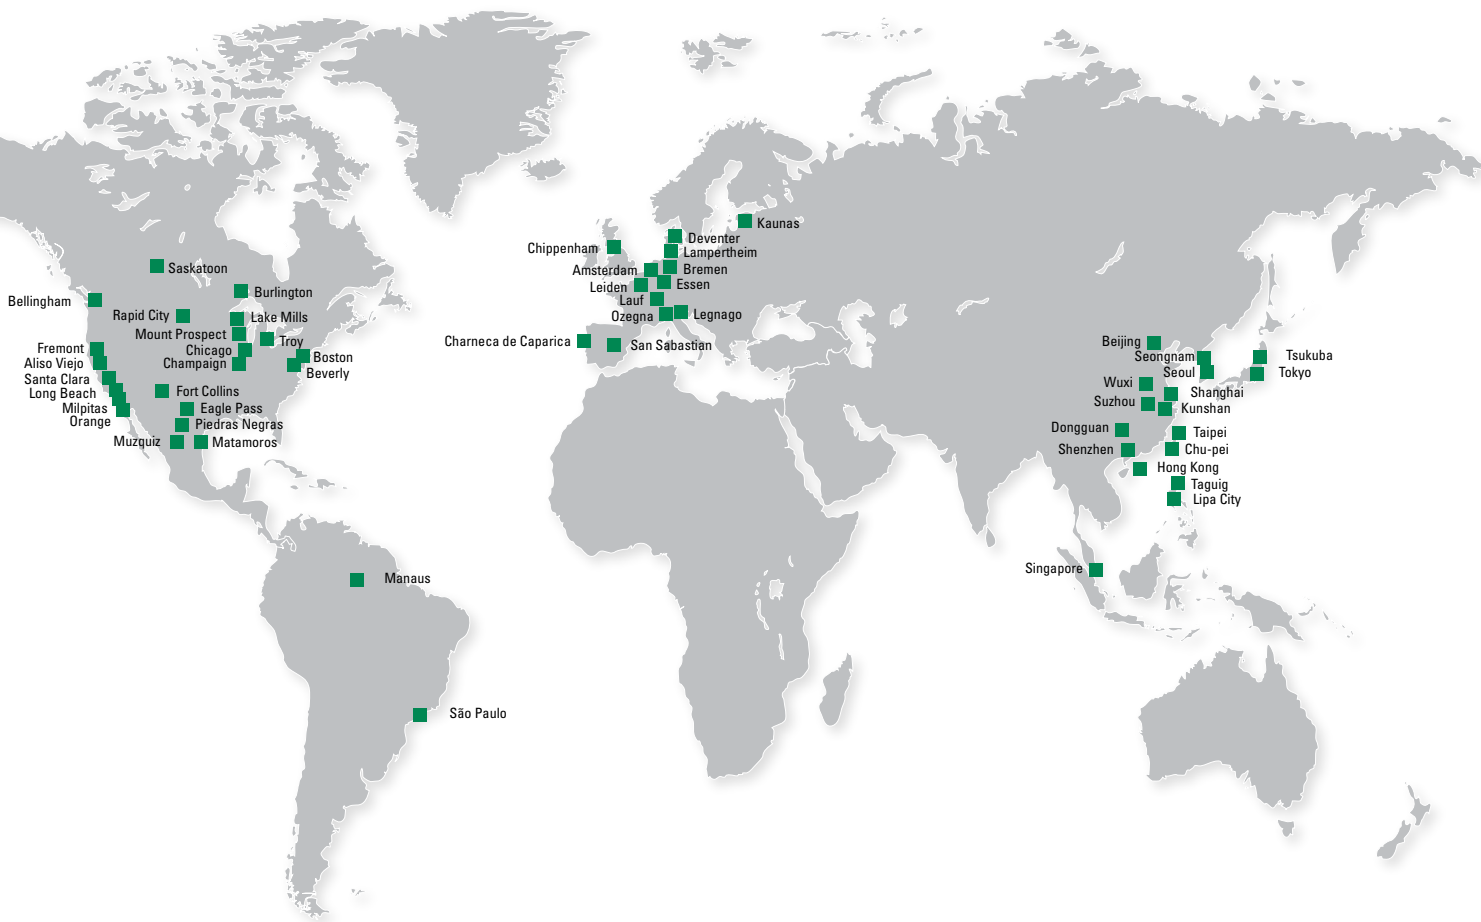 Saskatoon
Bellingham
Burlington
Rapid City
Lake Mills
Mount Prospect
Troy
Chicago
Champaign
Boston
Beverly
Fremont
Aliso Viejo
Santa Clara
Long Beach
Milpitas
Orange
Fort Collins
Eagle Pass
Piedras Negras
Muzquiz
Matamoros
Manaus
São Paulo
Kaunas
Chippenham
Deventer
Lampertheim
Amsterdam
Bremen
Leiden
Essen
Lauf
Ozegna
Legnago
Charneca de Caparica
San Sabastian
Beijing
Seongnam
Seoul
Tsukuba
Tokyo
Wuxi
Suzhou
Shanghai
Kunshan
Dongguan
Shenzhen
Taipei
Chu-pei
Hong Kong
Taguig
Lipa City
Singapore